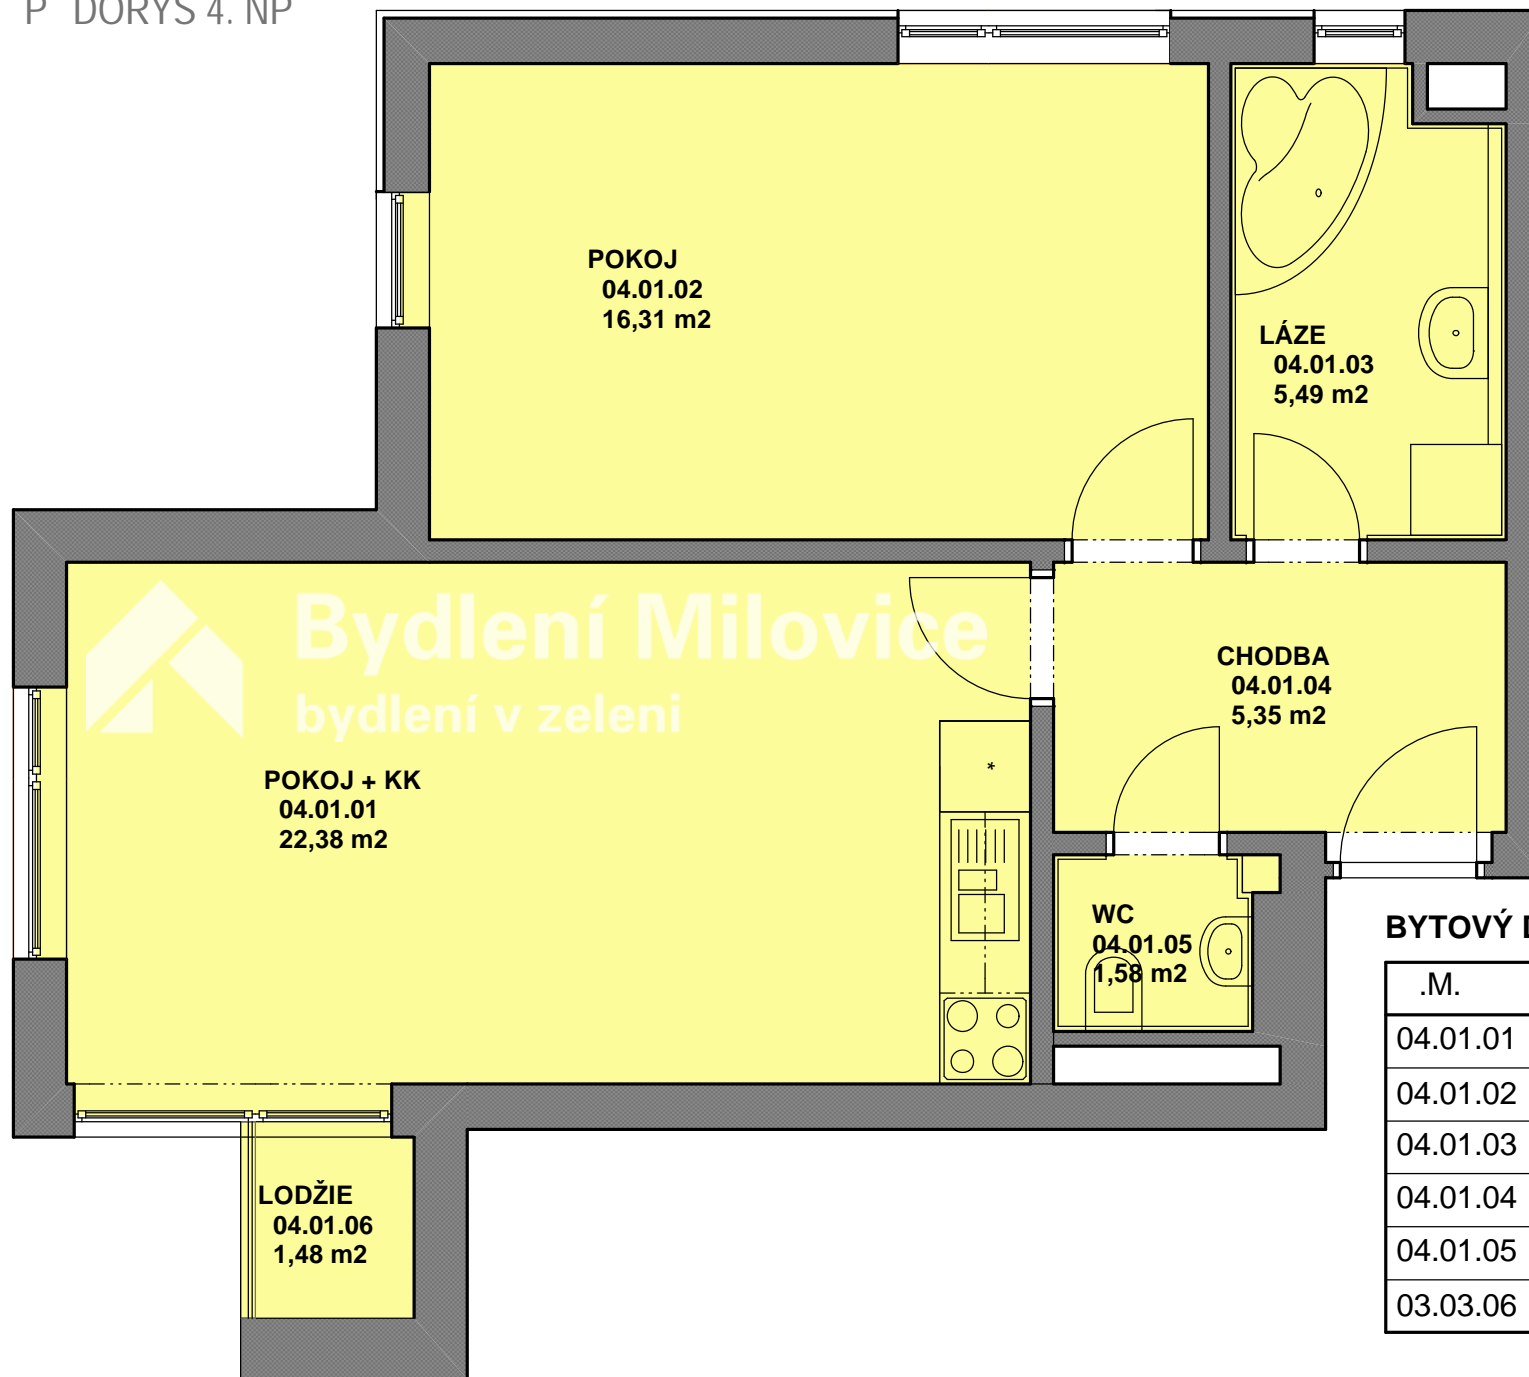 P DORYS 4. NP
POKOJ
04.01.02
16,31 m2
LÁZE
04.01.03
5,49 m2
Bydlení Milovice
bydlení v zeleni
CHODBA
04.01.04
5,35 m2
POKOJ + KK
04.01.01
22,38 m2
*
WC
04.01.05
1,58 m2
LODŽIE
04.01.06
1,48 m2
BYTOVÝ
.M.
04.01.01
04.01.02
04.01.03
04.01.04
04.01.05
03.03.06